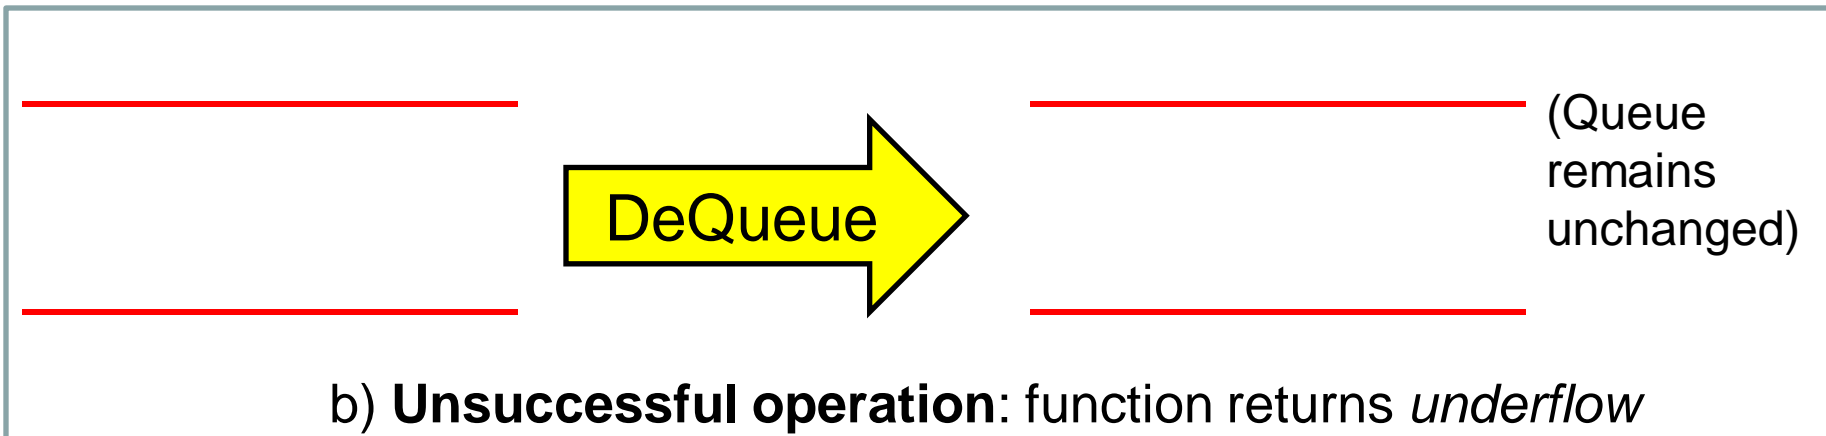 (Queue
remains
unchanged)
DeQueue
b) Unsuccessful operation: function returns underflow